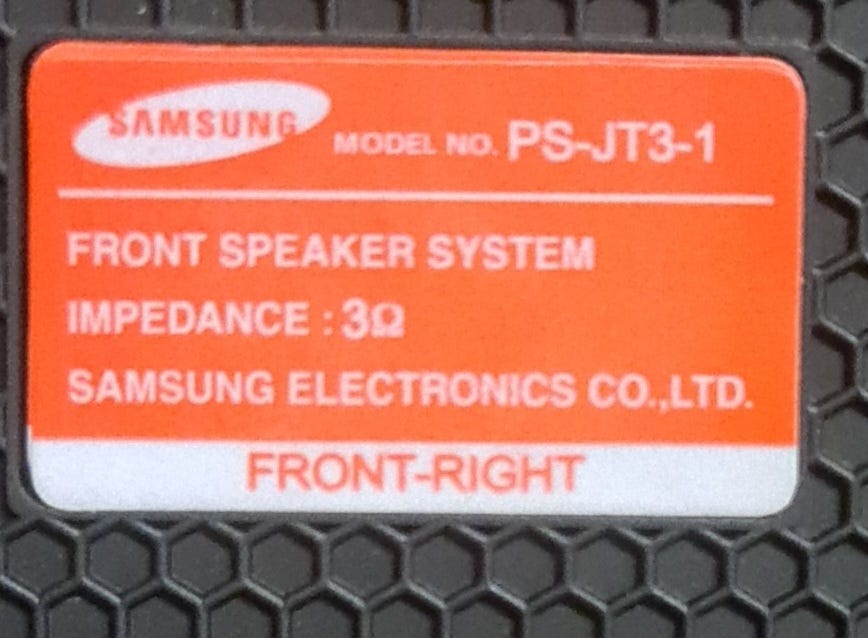 SAMSUNG MODEL NO. PS-JT3-1
FRONT SPEAKER SYSTEM
IMPEDANCE : 3Ω
SAMSUNG ELECTRONICS CO.,LTD.
FRONT-RIGHT